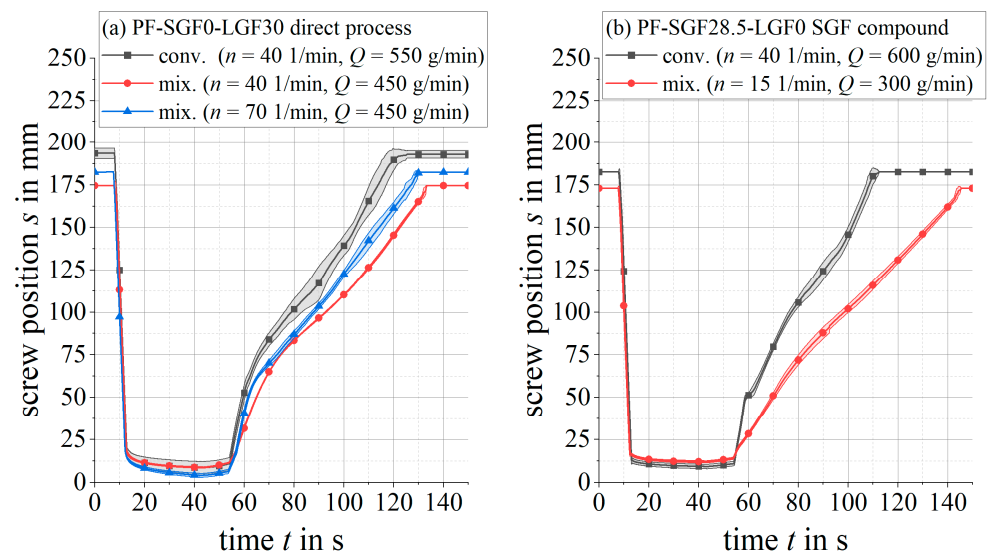 (a) PF-SGF0-LGF30 direct process
conv. (n = 40 1/min, Q = 550 g/min)
mix. (n = 40 1/min, Q = 450 g/min)
mix. (n = 70 1/min, Q = 450 g/min)
250
225
200
175
150
125
100
75
50
25
0
screw position s in mm
0 20 40 60 80 100 120 140
time t in s
(b) PF-SGF28.5-LGF0 SGF compound
conv. (n = 40 1/min, Q = 600 g/min)
mix. (n = 15 1/min, Q = 300 g/min)
250
225
200
175
150
125
100
75
50
25
0
screw position s in mm
0 20 40 60 80 100 120 140
time t in s